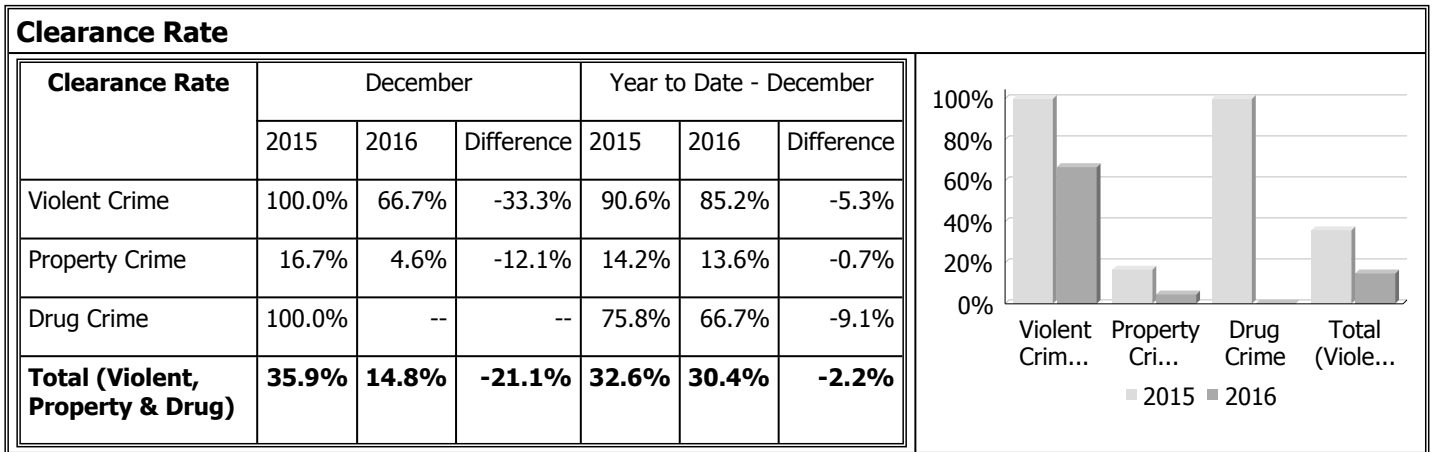 Clearance Rate
Clearance Rate December Year to Date - December
2015 2016 Difference 2015 2016 Difference
Violent Crime 100.0% 66.7% -33.3% 90.6% 85.2% -5.3%
Property Crime 16.7% 4.6% -12.1% 14.2% 13.6% -0.7%
Drug Crime 100.0% -- -- 75.8% 66.7% -9.1%
Total (Violent, 35.9% 14.8% -21.1% 32.6% 30.4% -2.2%
Property & Drug)
100%
80%
60%
40%
20%
0%
Violent Property Drug Total
Crim... Cri... Crime (Viole...
2015 2016